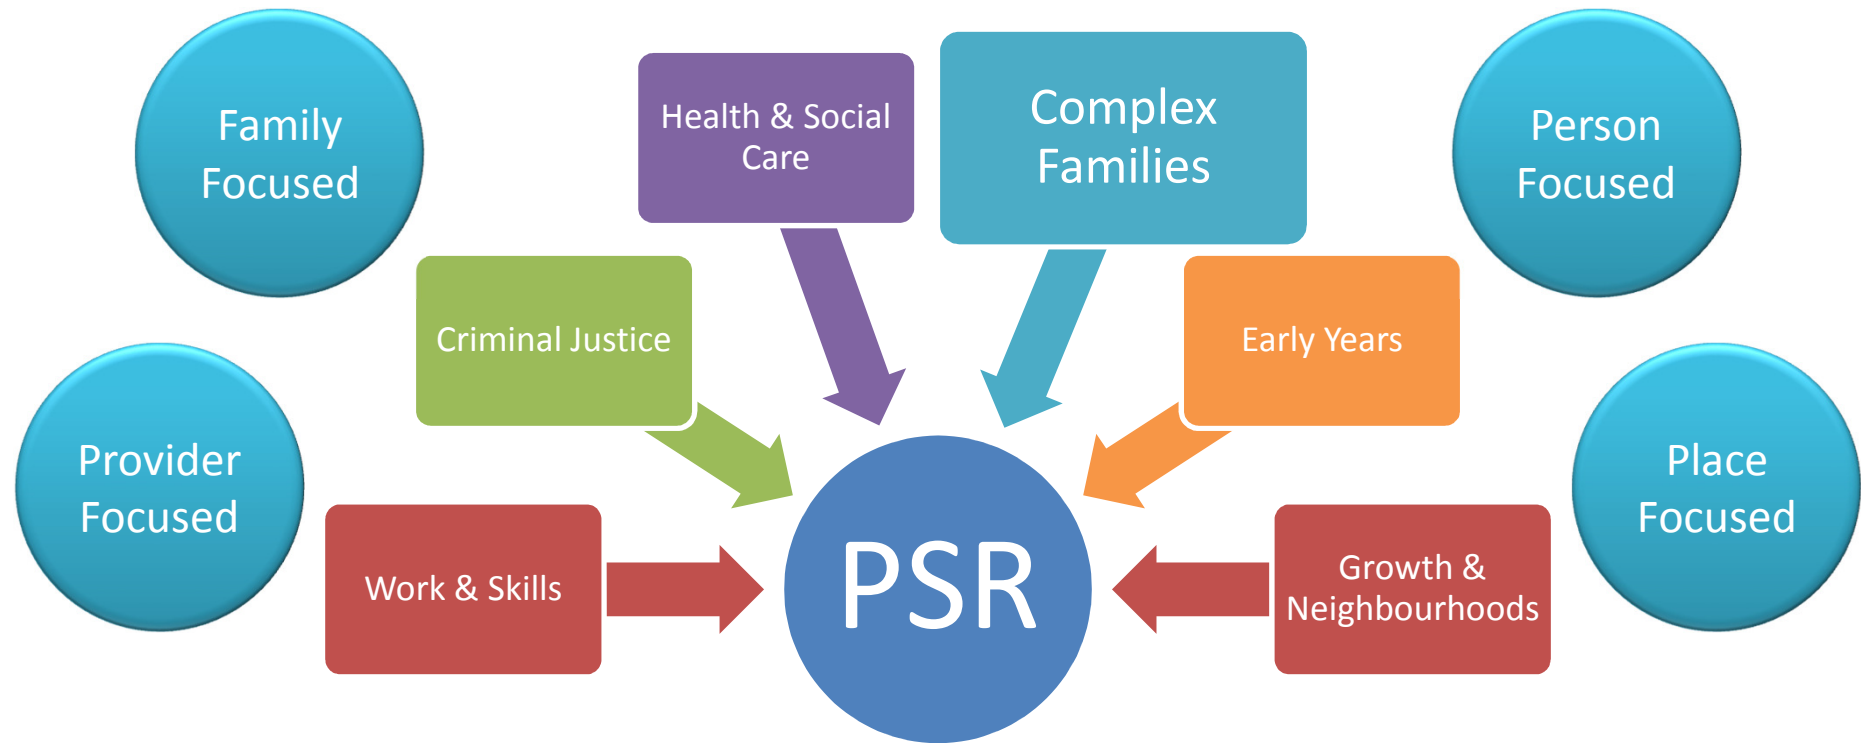 Family
Focused
Health & Social
Care
Complex
Families
Person
Focused
Criminal Justice
Early Years
Provider
Focused
Place
Focused
Work & Skills
PSR
Growth &
Neighbourhoods